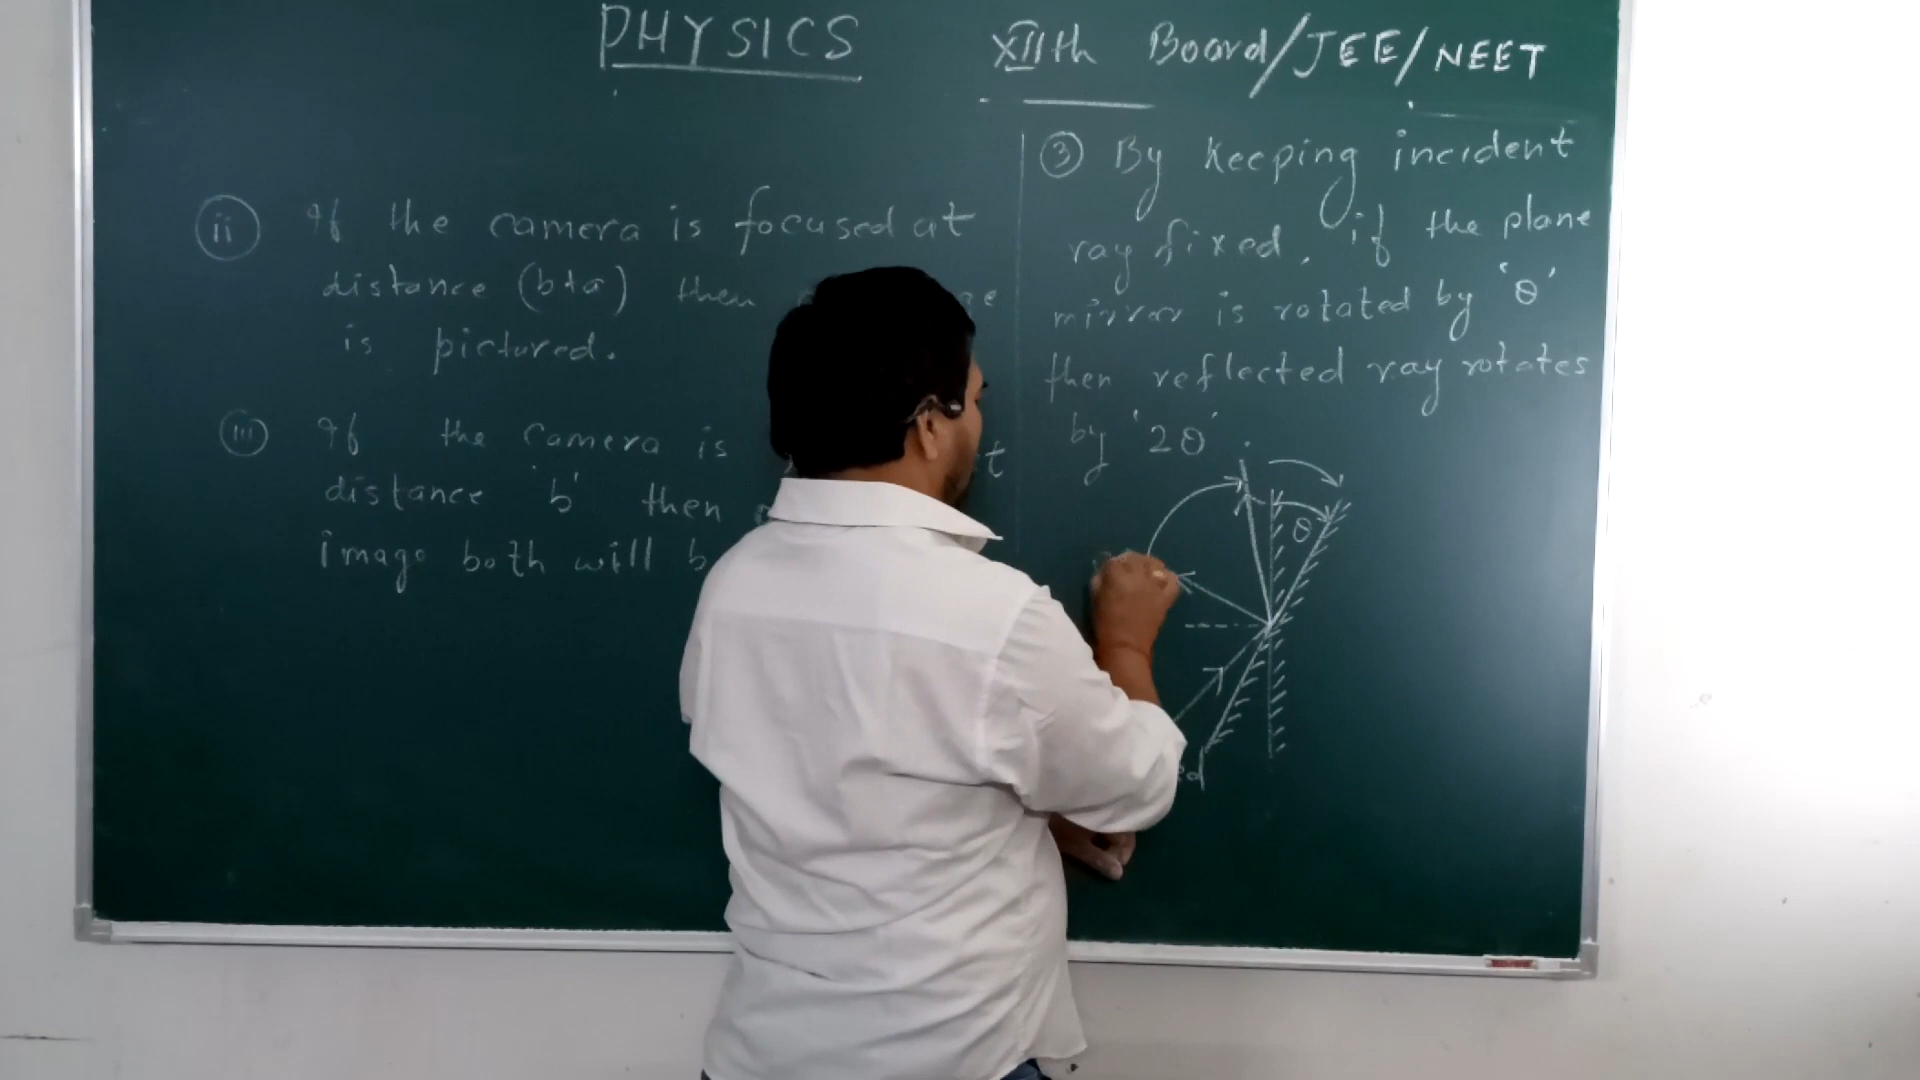 PHYSICS
XIIth Board/JEE/NEET
ii If the camera is focused at
distance (b+a) then
is pictured.
iii If the camera is
distance 'b' then
image both will b
3 By keeping incident
ray fixed, if the plane
mirror is rotated by 'θ'
then reflected ray rotates
by '2θ'
θ